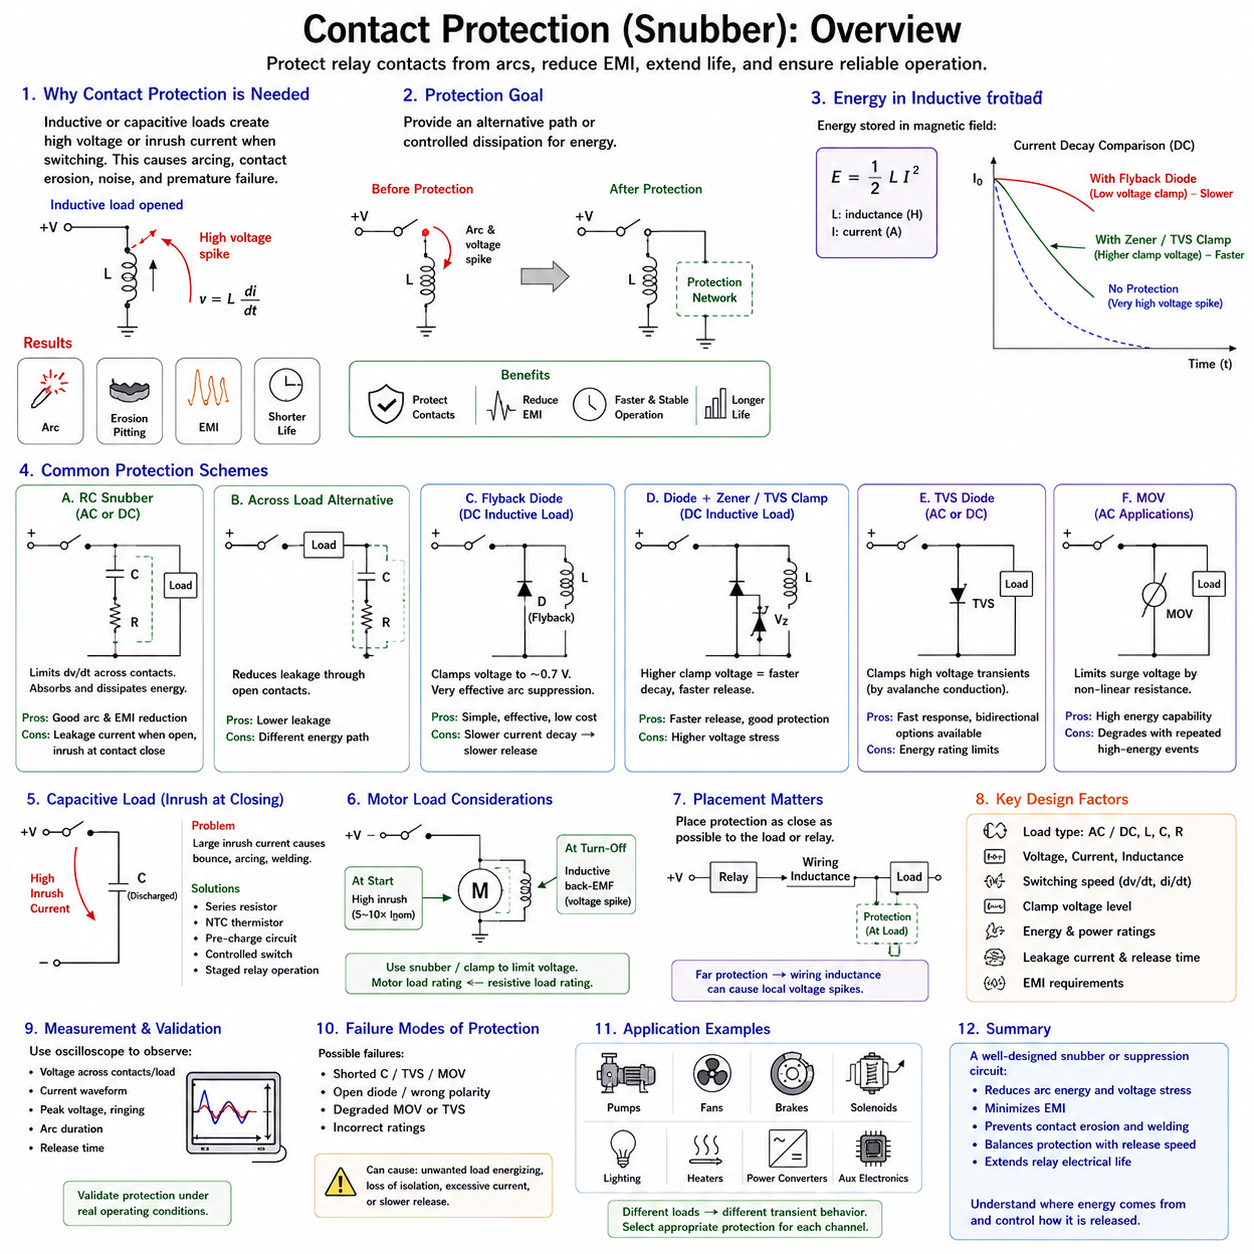 Contact Protection (Snubber): Overview
Protect relay contacts from arcs, reduce EMI, extend life, and ensure reliable operation.
1. Why Contact Protection is Needed
Inductive or capacitive loads create
high voltage or inrush current when
switching. This causes arcing, contact
erosion, noise, and premature failure.
Inductive load opened
+V
High voltage
spike
L
v = L di/dt
Results
Arc
Erosion
Pitting
EMI
Shorter
Life
2. Protection Goal
Provide an alternative path or
controlled dissipation for energy.
Before Protection
+V
Arc &
voltage
spike
L
After Protection
+V
L
Protection
Network
Benefits
Protect
Contacts
Reduce
EMI
Faster & Stable
Operation
Longer
Life
3. Energy in Inductive
Energy stored in magnetic field:
E = 1/2 L I²
L: inductance (H)
I: current (A)
Current Decay Comparison (DC)
I₀
With Flyback Diode
(Low voltage clamp) – Slower
With Zener / TVS Clamp
(Higher clamp voltage) – Faster
No Protection
(Very high voltage spike)
Time (t)
4. Common Protection Schemes
A. RC Snubber
(AC or DC)
+
C
R
Load
Limits dv/dt across contacts.
Absorbs and dissipates energy.
Pros: Good arc & EMI reduction
Cons: Leakage current when open,
inrush at contact close
B. Across Load Alternative
+
Load
C
R
Reduces leakage through
open contacts.
Pros: Lower leakage
Cons: Different energy path
C. Flyback Diode
(DC Inductive Load)
+
L
D
(Flyback)
Clamps voltage to ~0.7 V.
Very effective arc suppression.
Pros: Simple, effective, low cost
Cons: Slower current decay →
slower release
D. Diode + Zener / TVS Clamp
(DC Inductive Load)
+
L
Vz
Higher clamp voltage = faster
decay, faster release.
Pros: Faster release, good protection
Cons: Higher voltage stress
E. TVS Diode
(AC or DC)
+
TVS
Load
Clamps high voltage transients
(by avalanche conduction).
Pros: Fast response, bidirectional
options available
Cons: Energy rating limits
F. MOV
(AC Applications)
+
MOV
Load
Limits surge voltage by
non-linear resistance.
Pros: High energy capability
Cons: Degrades with repeated
high-energy events
5. Capacitive Load (Inrush at Closing)
+V
High
Inrush
Current
C
(Discharged)
−
Problem
Large inrush current causes
bounce, arcing, welding.
Solutions
• Series resistor
• NTC thermistor
• Pre-charge circuit
• Controlled switch
• Staged relay operation
6. Motor Load Considerations
+V −
At Start
High inrush
(5~10× Inom)
M
At Turn-Off
Inductive
back-EMF
(voltage spike)
Use snubber / clamp to limit voltage.
Motor load rating <— resistive load rating.
7. Placement Matters
Place protection as close as
possible to the load or relay.
+V
Relay
Wiring
Inductance
Load
Protection
(At Load)
Far protection → wiring inductance
can cause local voltage spikes.
8. Key Design Factors
Load type: AC / DC, L, C, R
Voltage, Current, Inductance
Switching speed (dv/dt, di/dt)
Clamp voltage level
Energy & power ratings
Leakage current & release time
EMI requirements
9. Measurement & Validation
Use oscilloscope to observe:
• Voltage across contacts/load
• Current waveform
• Peak voltage, ringing
• Arc duration
• Release time
Validate protection under
real operating conditions.
10. Failure Modes of Protection
Possible failures:
• Shorted C / TVS / MOV
• Open diode / wrong polarity
• Degraded MOV or TVS
• Incorrect ratings
Can cause: unwanted load energizing,
loss of isolation, excessive current,
or slower release.
11. Application Examples
Pumps
Fans
Brakes
Solenoids
Lighting
Heaters
Power Converters
Aux Electronics
Different loads → different transient behavior.
Select appropriate protection for each channel.
12. Summary
A well-designed snubber or suppression
circuit:
• Reduces arc energy and voltage stress
• Minimizes EMI
• Prevents contact erosion and welding
• Balances protection with release speed
• Extends relay electrical life
Understand where energy comes from
and control how it is released.